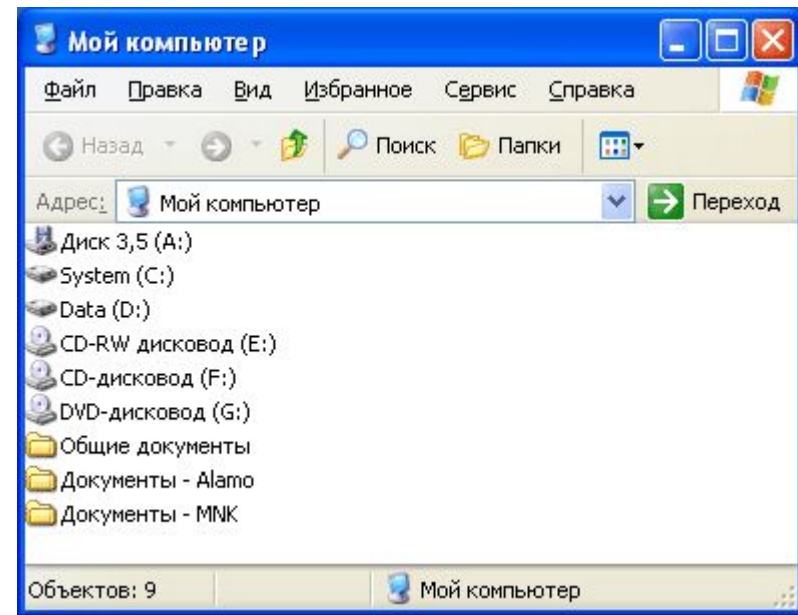 Мой компьютер
Файл Правка Вид Избранное Сервис Справка
Назад Поиск Папки
Адрес: Мой компьютер Переход
Диск 3,5 (A:)
System (C:)
Data (D:)
CD-RW дисковод (E:)
CD-дисковод (F:)
DVD-дисковод (G:)
Общие документы
Документы - Alamo
Документы - MNK
Объектов: 9 Мой компьютер